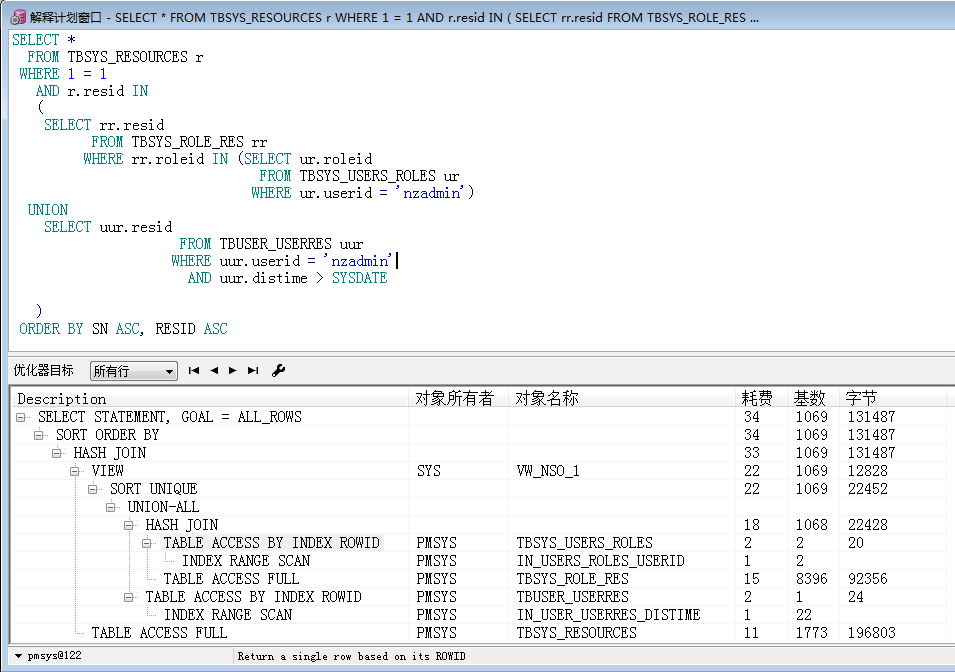 解释计划窗口 - SELECT * FROM TBSYS_RESOURCES r WHERE 1 = 1 AND r.resid IN ( SELECT rr.resid FROM TBSYS_ROLE_RES ...
SELECT *
FROM TBSYS_RESOURCES r
WHERE 1 = 1
AND r.resid IN
(
SELECT rr.resid
FROM TBSYS_ROLE_RES rr
WHERE rr.roleid IN (SELECT ur.roleid
FROM TBSYS_USERS_ROLES ur
WHERE ur.userid = 'nzadmin')
UNION
SELECT uur.resid
FROM TBUSER_USERRES uur
WHERE uur.userid = 'nzadmin'
AND uur.distime > SYSDATE
)
ORDER BY SN ASC, RESID ASC
优化器目标 所有行
Description 对象所有者 对象名称 耗费 基数 字节
SELECT STATEMENT, GOAL = ALL_ROWS 34 1069 131487
SORT ORDER BY 34 1069 131487
HASH JOIN 33 1069 131487
VIEW SYS VW_NSO_1 22 1069 12828
SORT UNIQUE 22 1069 22452
UNION-ALL
HASH JOIN 18 1068 22428
TABLE ACCESS BY INDEX ROWID PMSYS TBSYS_USERS_ROLES 2 2 20
INDEX RANGE SCAN PMSYS IN_USERS_ROLES_USERID 1 2
TABLE ACCESS FULL PMSYS TBSYS_ROLE_RES 15 8396 92356
TABLE ACCESS BY INDEX ROWID PMSYS TBUSER_USERRES 2 1 24
INDEX RANGE SCAN PMSYS IN_USER_USERRES_DISTIME 1 22
TABLE ACCESS FULL PMSYS TBSYS_RESOURCES 11 1773 196803
pmsys@122 Return a single row based on its ROWID